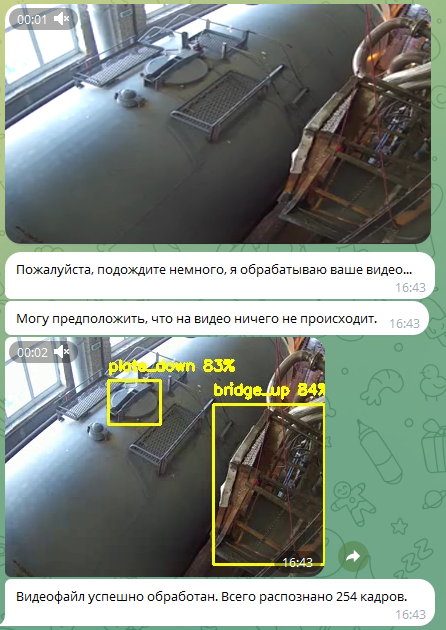 00:01
Пожалуйста, подождите немного, я обрабатываю ваше видео...
16:43
Могу предположить, что на видео ничего не происходит.
16:43
00:02
plate_down 83%
bridge_up 84%
16:43
Видеофайл успешно обработан. Всего распознано 254 кадров.
16:43